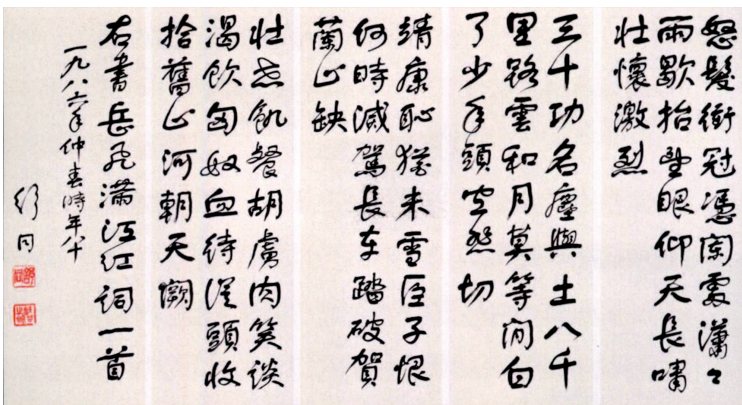 怒髮衝冠憑闌處瀟々
雨歇抬望眼仰天長嘯
壯懷激烈
三十功名塵與土八千
里路雲和月莫等閑白
了少年頭空悲切
靖康恥猶未雪臣子恨
何時滅駕長车踏破賀
蘭山缺
壯志飢餐胡虜肉笑談
渴飲匈奴血待從頭收
拾舊山河朝天闕
右書岳飛滿江红詞一首
一九八六年仲春時年八十
舒同